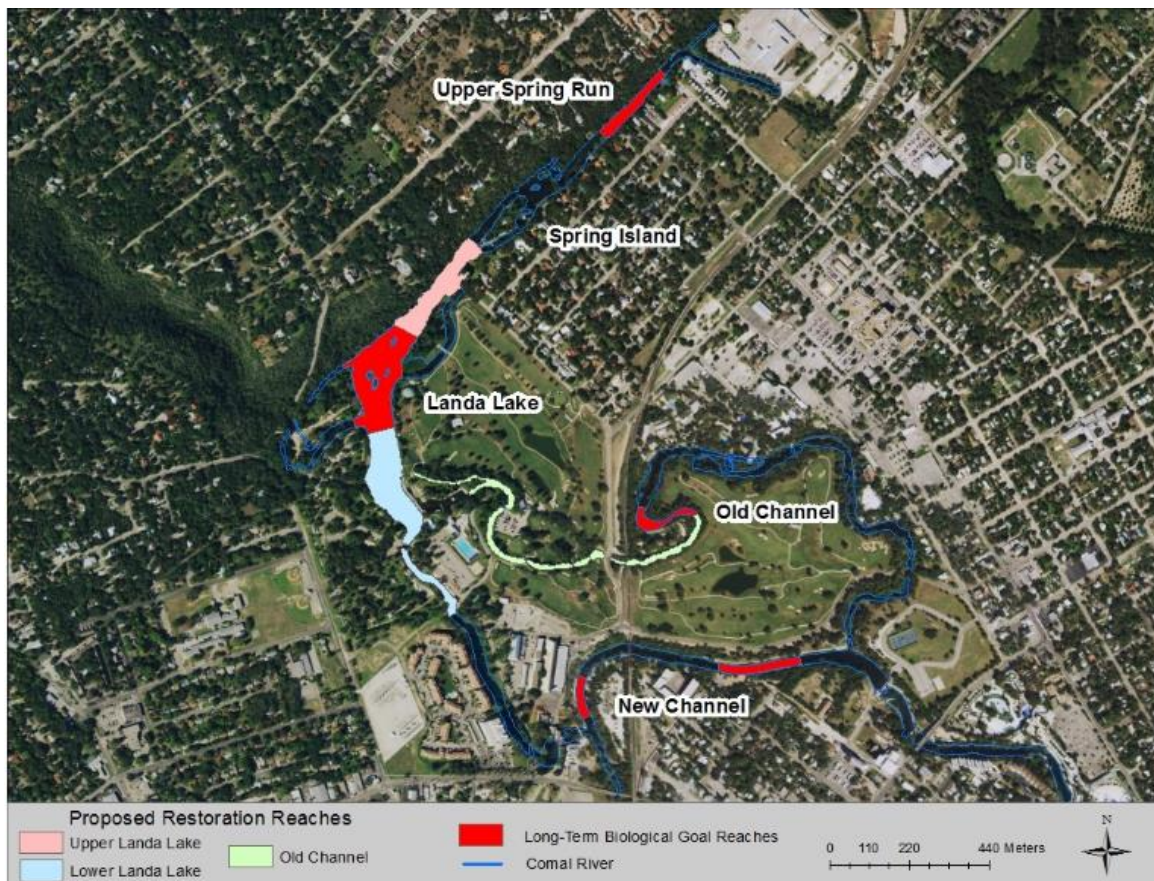 Upper Spring Run
Spring Island
Landa Lake
Old Channel
New Channel
Proposed Restoration Reaches
Upper Landa Lake
Lower Landa Lake
Old Channel
Long-Term Biological Goal Reaches
Comal River
N
0 110 220 440 Meters